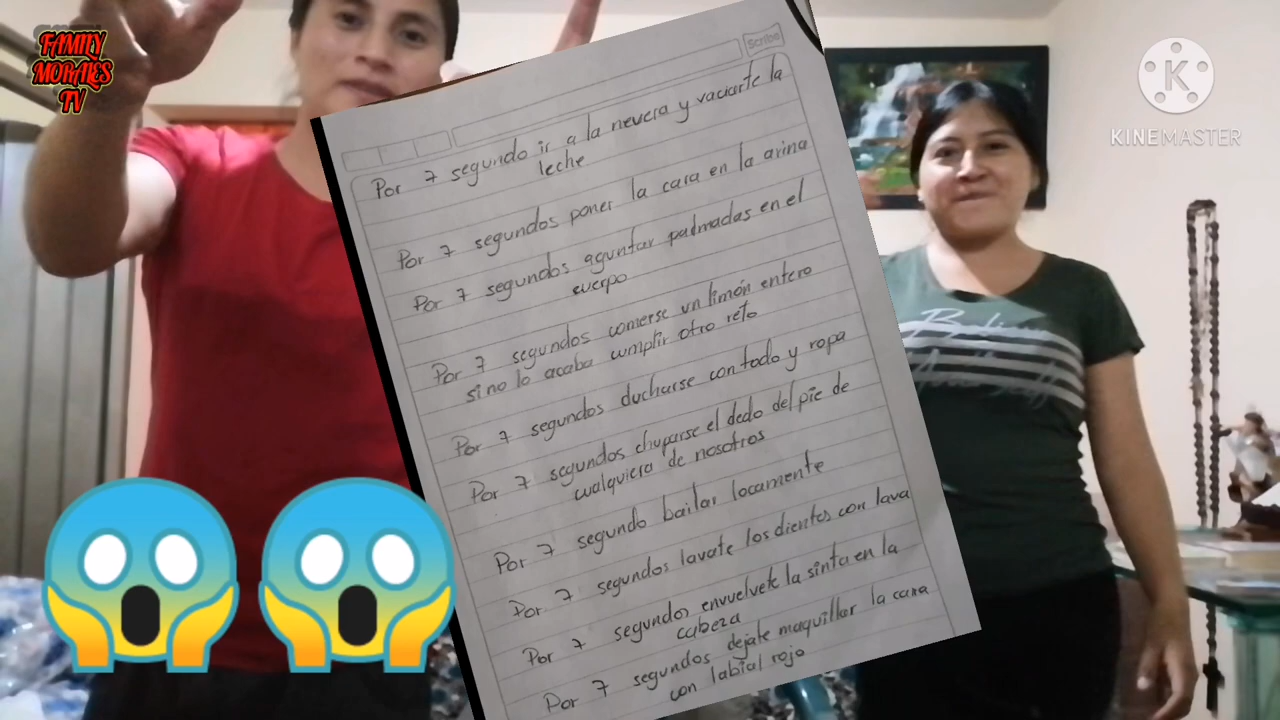 FAMILY
MORALES
TV
KINEMASTER
Scribe
Por 7 segundo ir a la nevera y vaciarte la
leche
Por 7 segundos poner la cara en la arina
Por 7 segundos aguntar palmadas en el
cuerpo
Por 7 segundos comerse un limón entero
si no lo acaba cumplir otro reto
Por 7 segundos ducharse con todo y ropa
Por 7 segundos chuparse el dedo del pie de
cualquiera de nosotros
Por 7 segundo bailar locamente
Por 7 segundos lavate los dientes con lava
Por 7 segundos envuelvete la sinta en la
cabeza
Por 7 segundos dejate maquillar la cara
con labial rojo